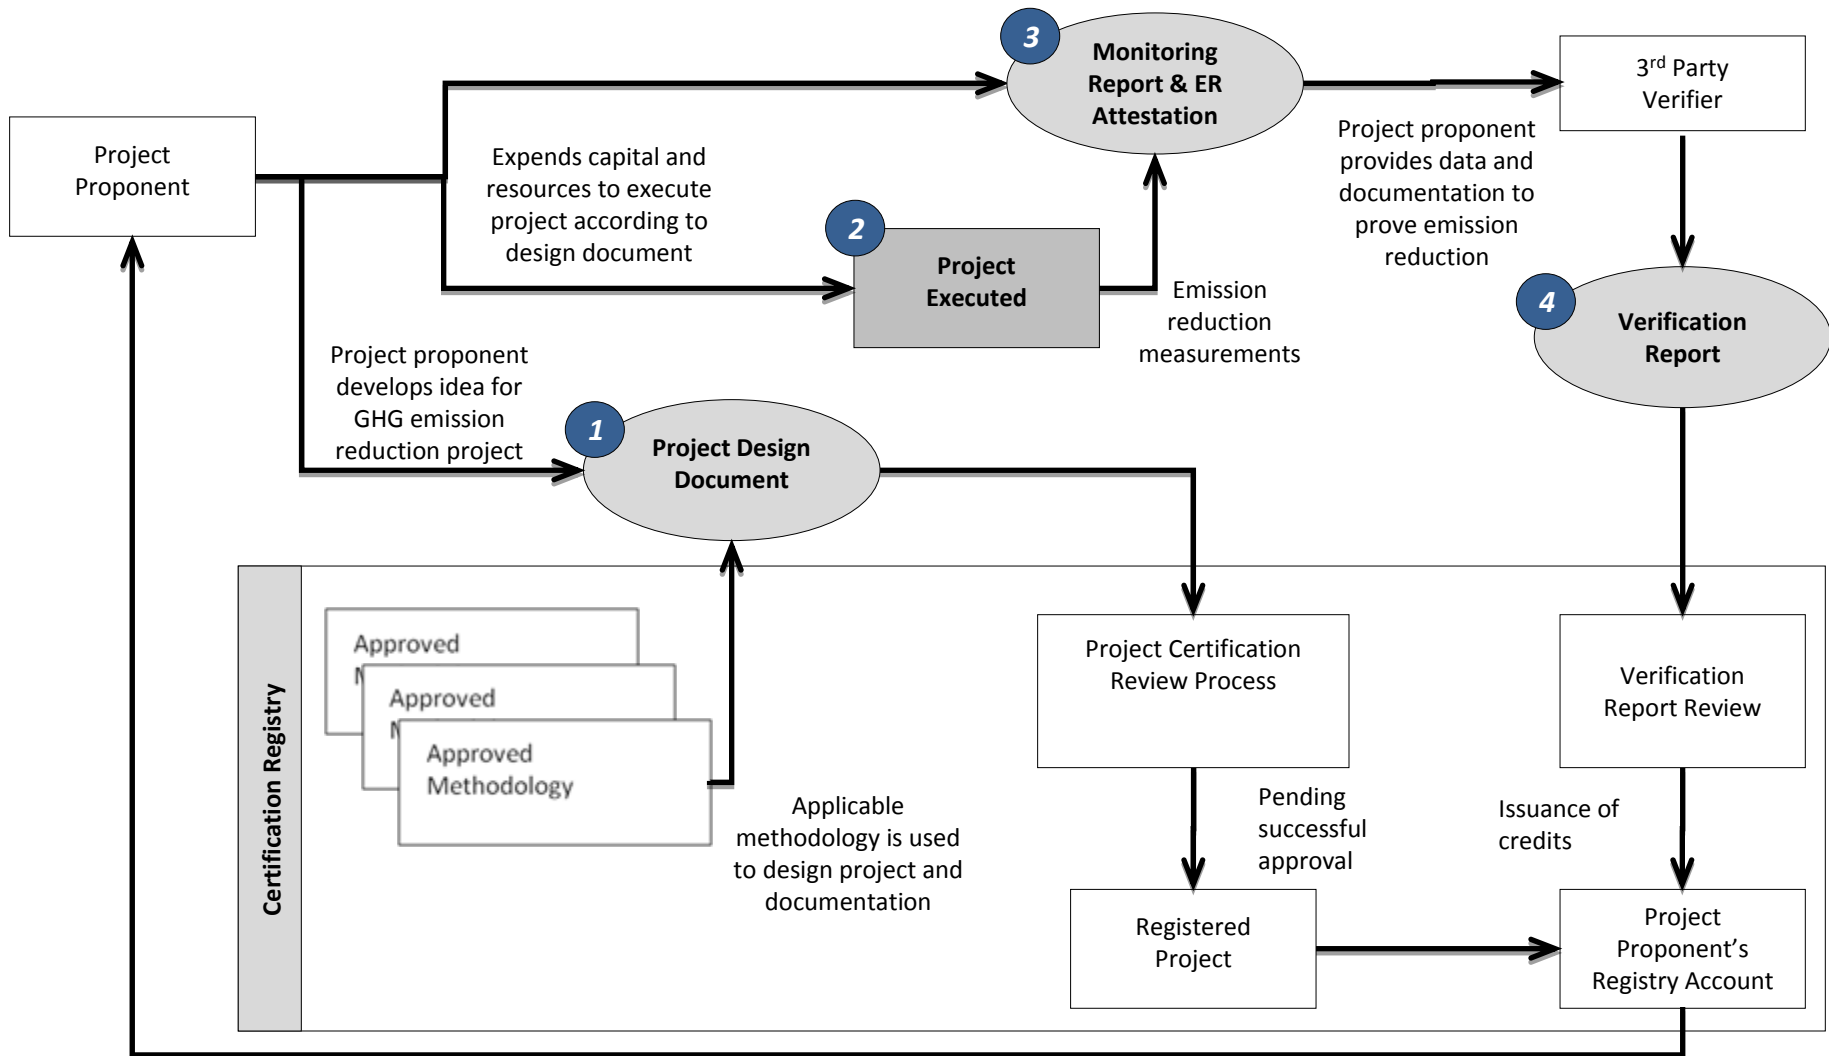 Project
Proponent
3
Monitoring
Report & ER
Attestation
3rd Party
Verifier
Expends capital and
resources to execute
project according to
design document
Project proponent
provides data and
documentation to
prove emission
reduction
2
Project
Executed
Emission
reduction
measurements
4
Verification
Report
Project proponent
develops idea for
GHG emission
reduction project
1
Project Design
Document
Certification Registry
Approved
Approved
Approved
Methodology
Applicable
methodology is used
to design project and
documentation
Project Certification
Review Process
Pending
successful
approval
Registered
Project
Verification
Report Review
Issuance of
credits
Project
Proponent’s
Registry Account